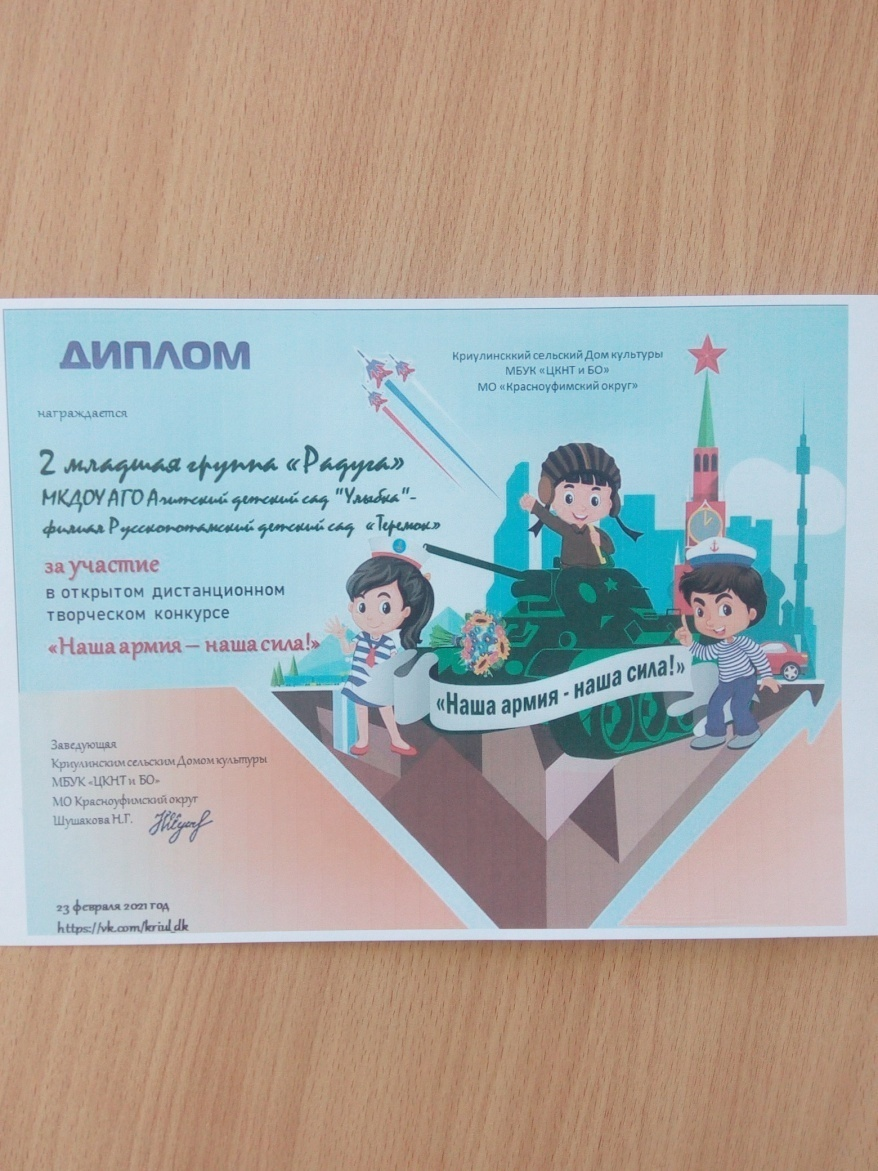 ДИПЛОМ
Криулинсккий сельский Дом культуры
МБУК «ЦКНТ и БО»
МО «Красноуфимский округ»
награждается
2 младшая группа «Радуга»
МКДОУ АГО Ачитский детский сад "Улыбка"-
филиал Русскопотамский детский сад «Теремок»
за участие
в открытом дистанционном
творческом конкурсе
«Наша армия – наша сила!»
«Наша армия - наша сила!»
Заведующая
Криулинским сельским Домом культуры
МБУК «ЦКНТ и БО»
МО Красноуфимский округ
Шушакова Н.Г.
23 февраля 2021 год
https://vk.com/kriul_dk